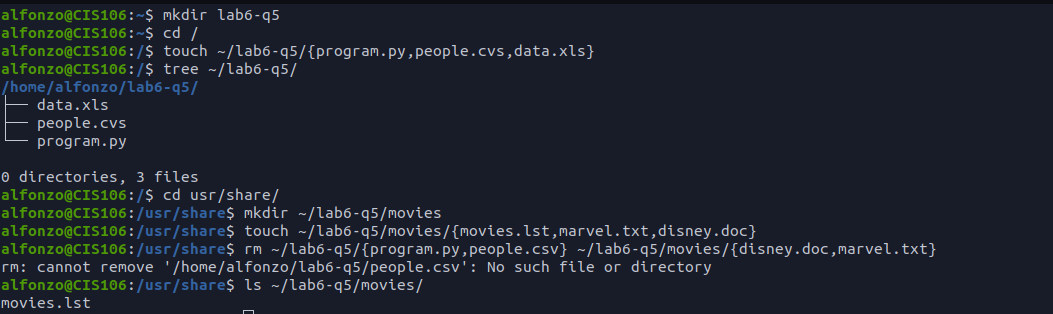 alfonzo@CIS106:~$ mkdir lab6-q5
alfonzo@CIS106:~$ cd /
alfonzo@CIS106:/$ touch ~/lab6-q5/{program.py,people.cvs,data.xls}
alfonzo@CIS106:/$ tree ~/lab6-q5/
/home/alfonzo/lab6-q5/
├── data.xls
├── people.cvs
└── program.py

0 directories, 3 files
alfonzo@CIS106:/$ cd usr/share/
alfonzo@CIS106:/usr/share$ mkdir ~/lab6-q5/movies
alfonzo@CIS106:/usr/share$ touch ~/lab6-q5/movies/{movies.lst,marvel.txt,disney.doc}
alfonzo@CIS106:/usr/share$ rm ~/lab6-q5/{program.py,people.csv} ~/lab6-q5/movies/{disney.doc,marvel.txt}
rm: cannot remove '/home/alfonzo/lab6-q5/people.csv': No such file or directory
alfonzo@CIS106:/usr/share$ ls ~/lab6-q5/movies/
movies.lst